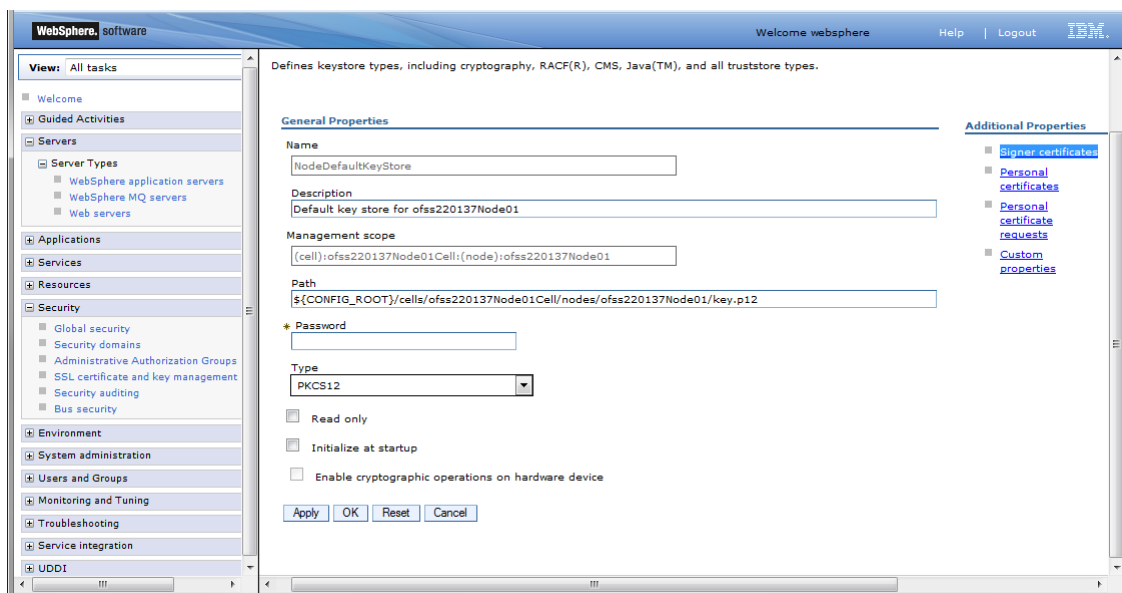 WebSphere. software
Welcome websphere
Help | Logout
IBM.
View: All tasks
Welcome
Guided Activities
Servers
Server Types
WebSphere application servers
WebSphere MQ servers
Web servers
Applications
Services
Resources
Security
Global security
Security domains
Administrative Authorization Groups
SSL certificate and key management
Security auditing
Bus security
Environment
System administration
Users and Groups
Monitoring and Tuning
Troubleshooting
Service integration
UDDI
Defines keystore types, including cryptography, RACF(R), CMS, Java(TM), and all truststore types.
General Properties
Name
NodeDefaultKeyStore
Description
Default key store for ofss220137Node01
Management scope
(cell):ofss220137Node01Cell:(node):ofss220137Node01
Path
${CONFIG_ROOT}/cells/ofss220137Node01Cell/nodes/ofss220137Node01/key.p12
* Password
Type
PKCS12
Read only
Initialize at startup
Enable cryptographic operations on hardware device
Apply OK Reset Cancel
Additional Properties
Signer certificates
Personal
certificates
Personal
certificate
requests
Custom
properties